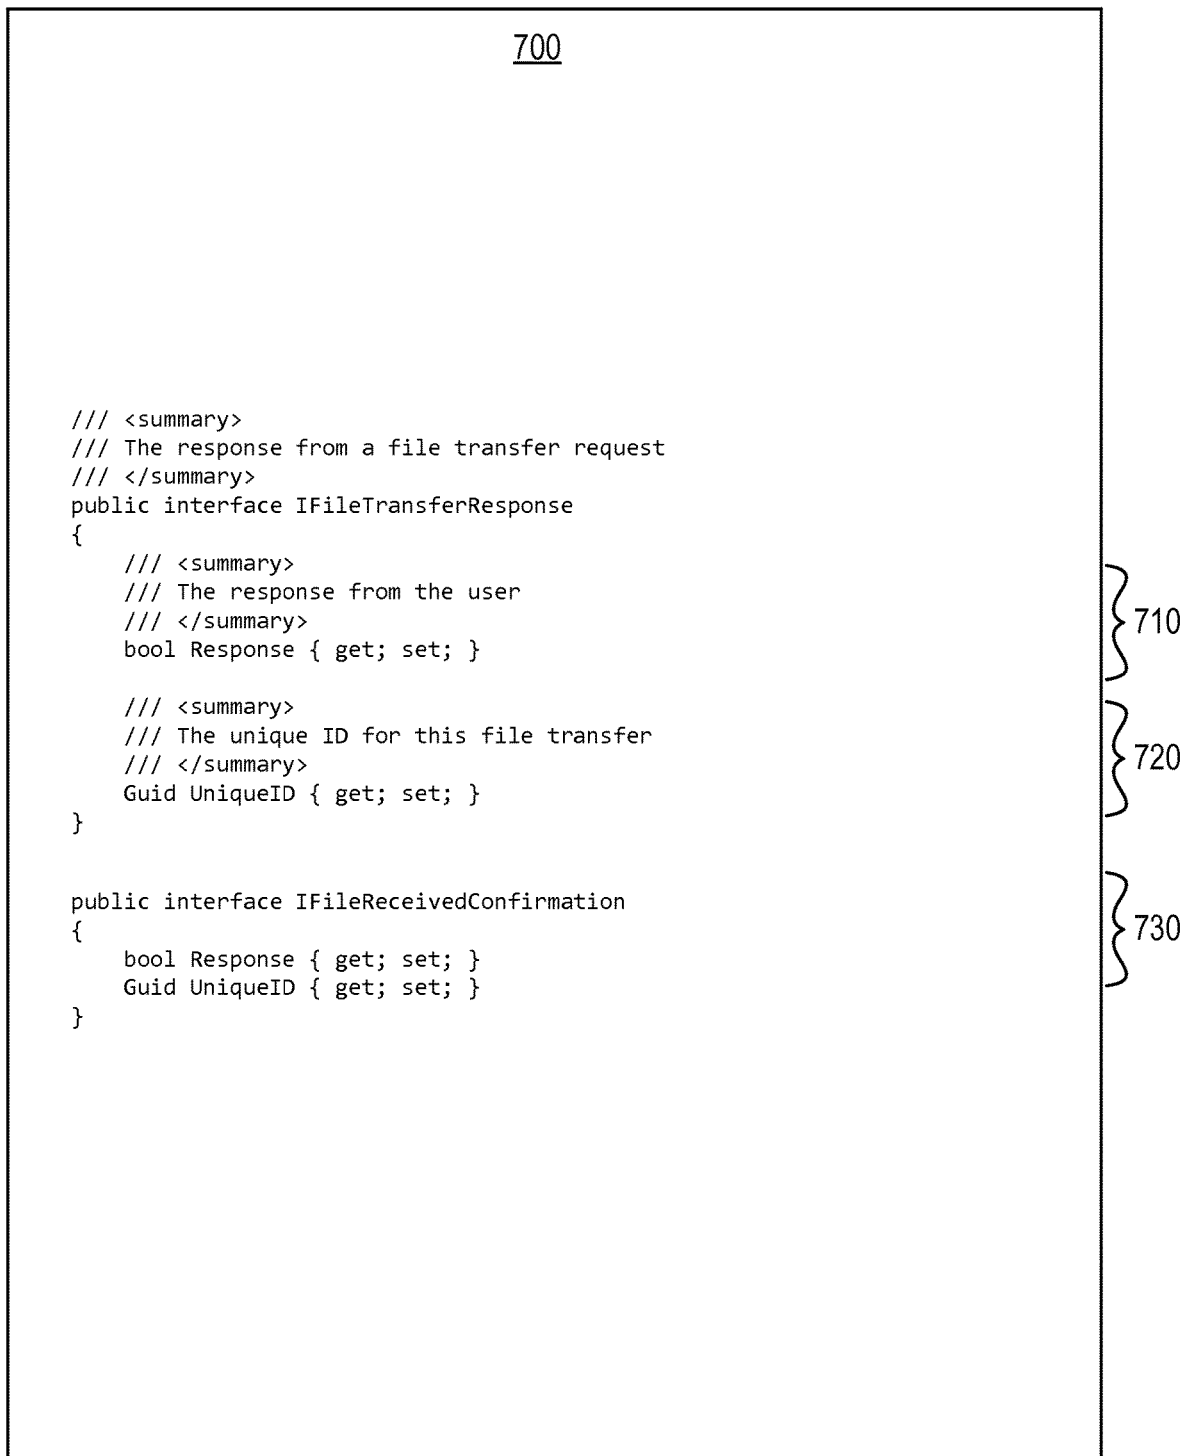 700
/// <summary>
/// The response from a file transfer request
/// </summary>
public interface IFileTransferResponse
{
/// <summary>
/// The response from the user
/// </summary>
bool Response { get; set; }
710
/// <summary>
/// The unique ID for this file transfer
/// </summary>
Guid UniqueID { get; set; }
720
}
public interface IFileReceivedConfirmation
{
bool Response { get; set; }
Guid UniqueID { get; set; }
}
730